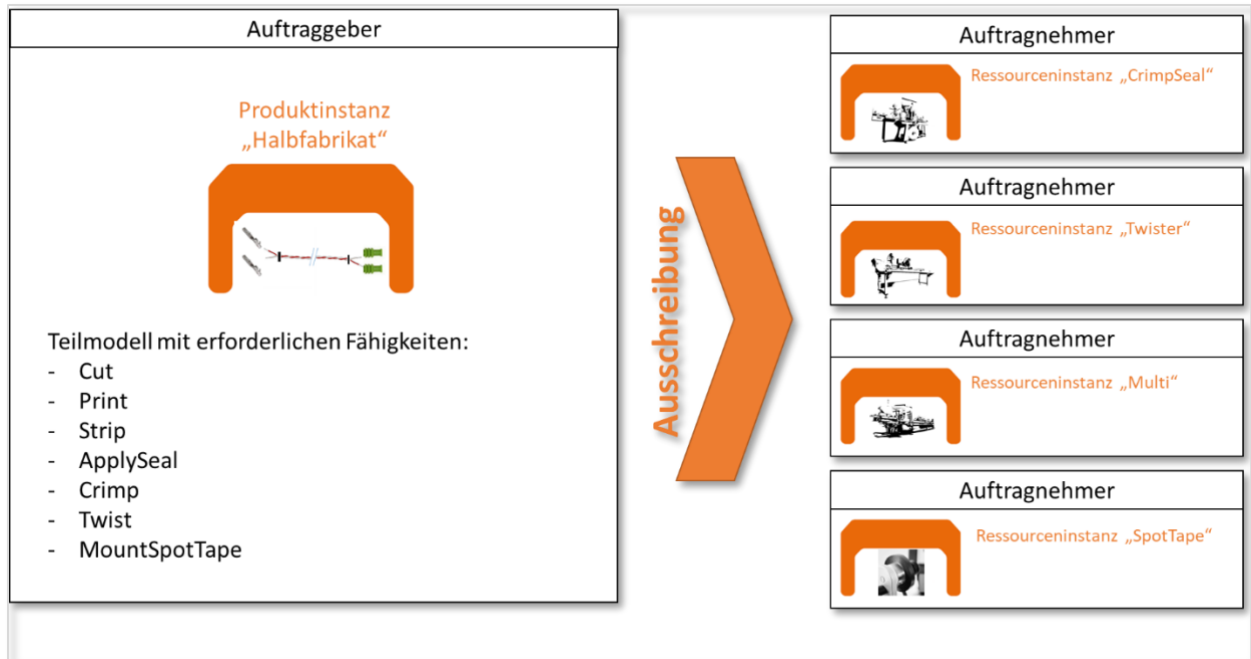 Auftraggeber
Produktinstanz
„Halbfabrikat“
Teilmodell mit erforderlichen Fähigkeiten:
- Cut
- Print
- Strip
- ApplySeal
- Crimp
- Twist
- MountSpotTape
Ausschreibung
Auftragnehmer
Ressourceninstanz „CrimpSeal“
Auftragnehmer
Ressourceninstanz „Twister“
Auftragnehmer
Ressourceninstanz „Multi“
Auftragnehmer
Ressourceninstanz „SpotTape“